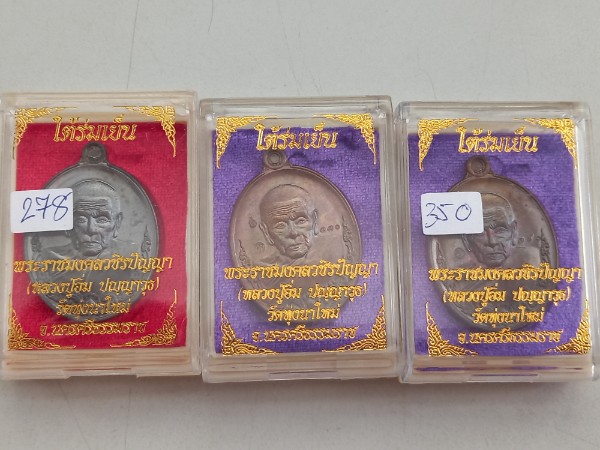 ใต้ร่มเย็น
278
พระราชมงคลวชิรปัญญา
(หลวงปู่อิ่ม ปญฺญาวุธ)
วัดทุ่งนาใหม่
จ.นครศรีธรรมราช
ใต้ร่มเย็น
พระราชมงคลวชิรปัญญา
(หลวงปู่อิ่ม ปญฺญาวุธ)
วัดทุ่งนาใหม่
จ.นครศรีธรรมราช
ใต้ร่มเย็น
350
พระราชมงคลวชิรปัญญา
(หลวงปู่อิ่ม ปญฺญาวุธ)
วัดทุ่งนาใหม่
จ.นครศรีธรรมราช